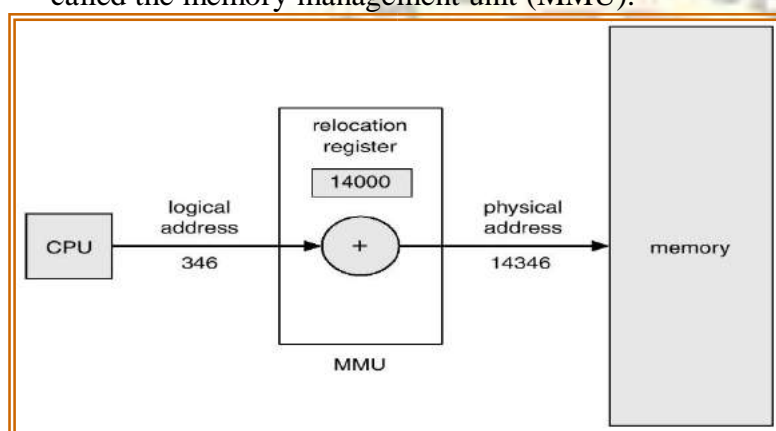 called the memory management unit (MMU).
relocation
register
14000
logical
address
346
CPU
+
physical
address
14346
memory
MMU